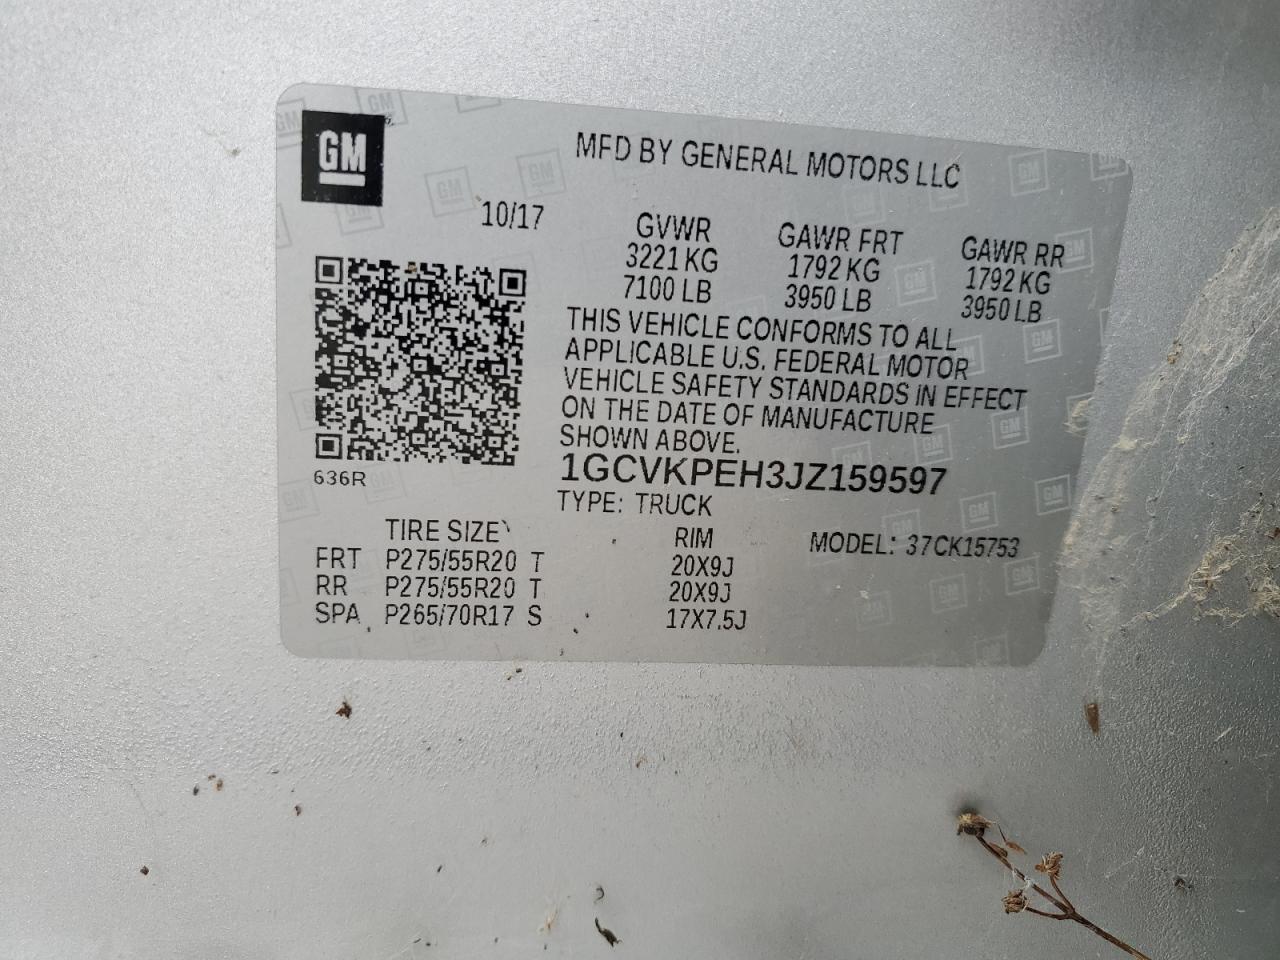 GM
MFD BY GENERAL MOTORS LLC
10/17
GVWR GAWR FRT GAWR RR
3221 KG 1792 KG 1792 KG
7100 LB 3950 LB 3950 LB
THIS VEHICLE CONFORMS TO ALL
APPLICABLE U.S. FEDERAL MOTOR
VEHICLE SAFETY STANDARDS IN EFFECT
ON THE DATE OF MANUFACTURE
SHOWN ABOVE.
1GCVKPEH3JZ159597
636R
TYPE: TRUCK
TIRE SIZE RIM MODEL: 37CK15753
FRT P275/55R20 T 20X9J
RR P275/55R20 T 20X9J
SPA P265/70R17 S 17X7.5J